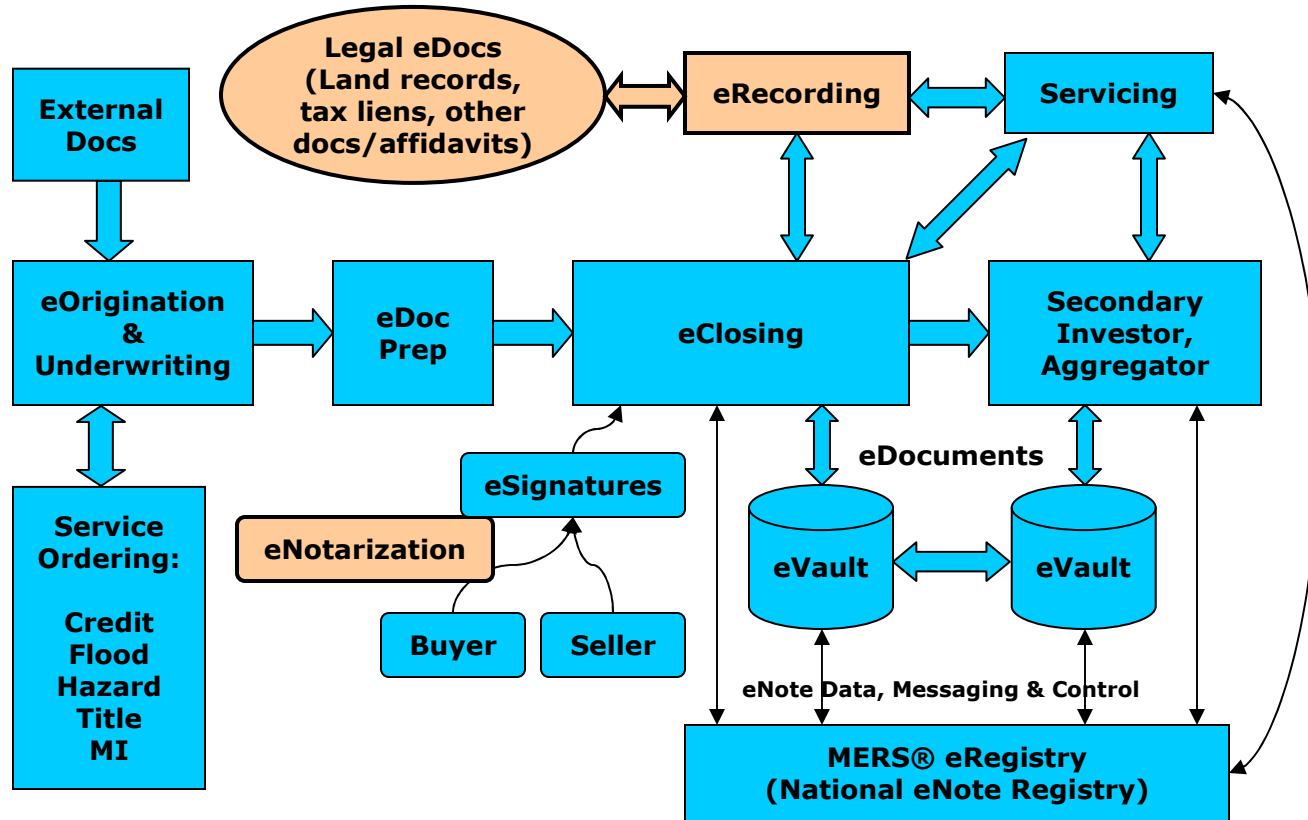 Legal eDocs
(Land records,
tax liens, other
docs/affidavits)
eRecording
Servicing
External
Docs
eOrigination
&
Underwriting
eDoc
Prep
eClosing
Secondary
Investor,
Aggregator
eDocuments
eSignatures
eNotarization
Service
Ordering:
Credit
Flood
Hazard
Title
MI
eVault
eVault
Buyer
Seller
eNote Data, Messaging & Control
MERS® eRegistry
(National eNote Registry)